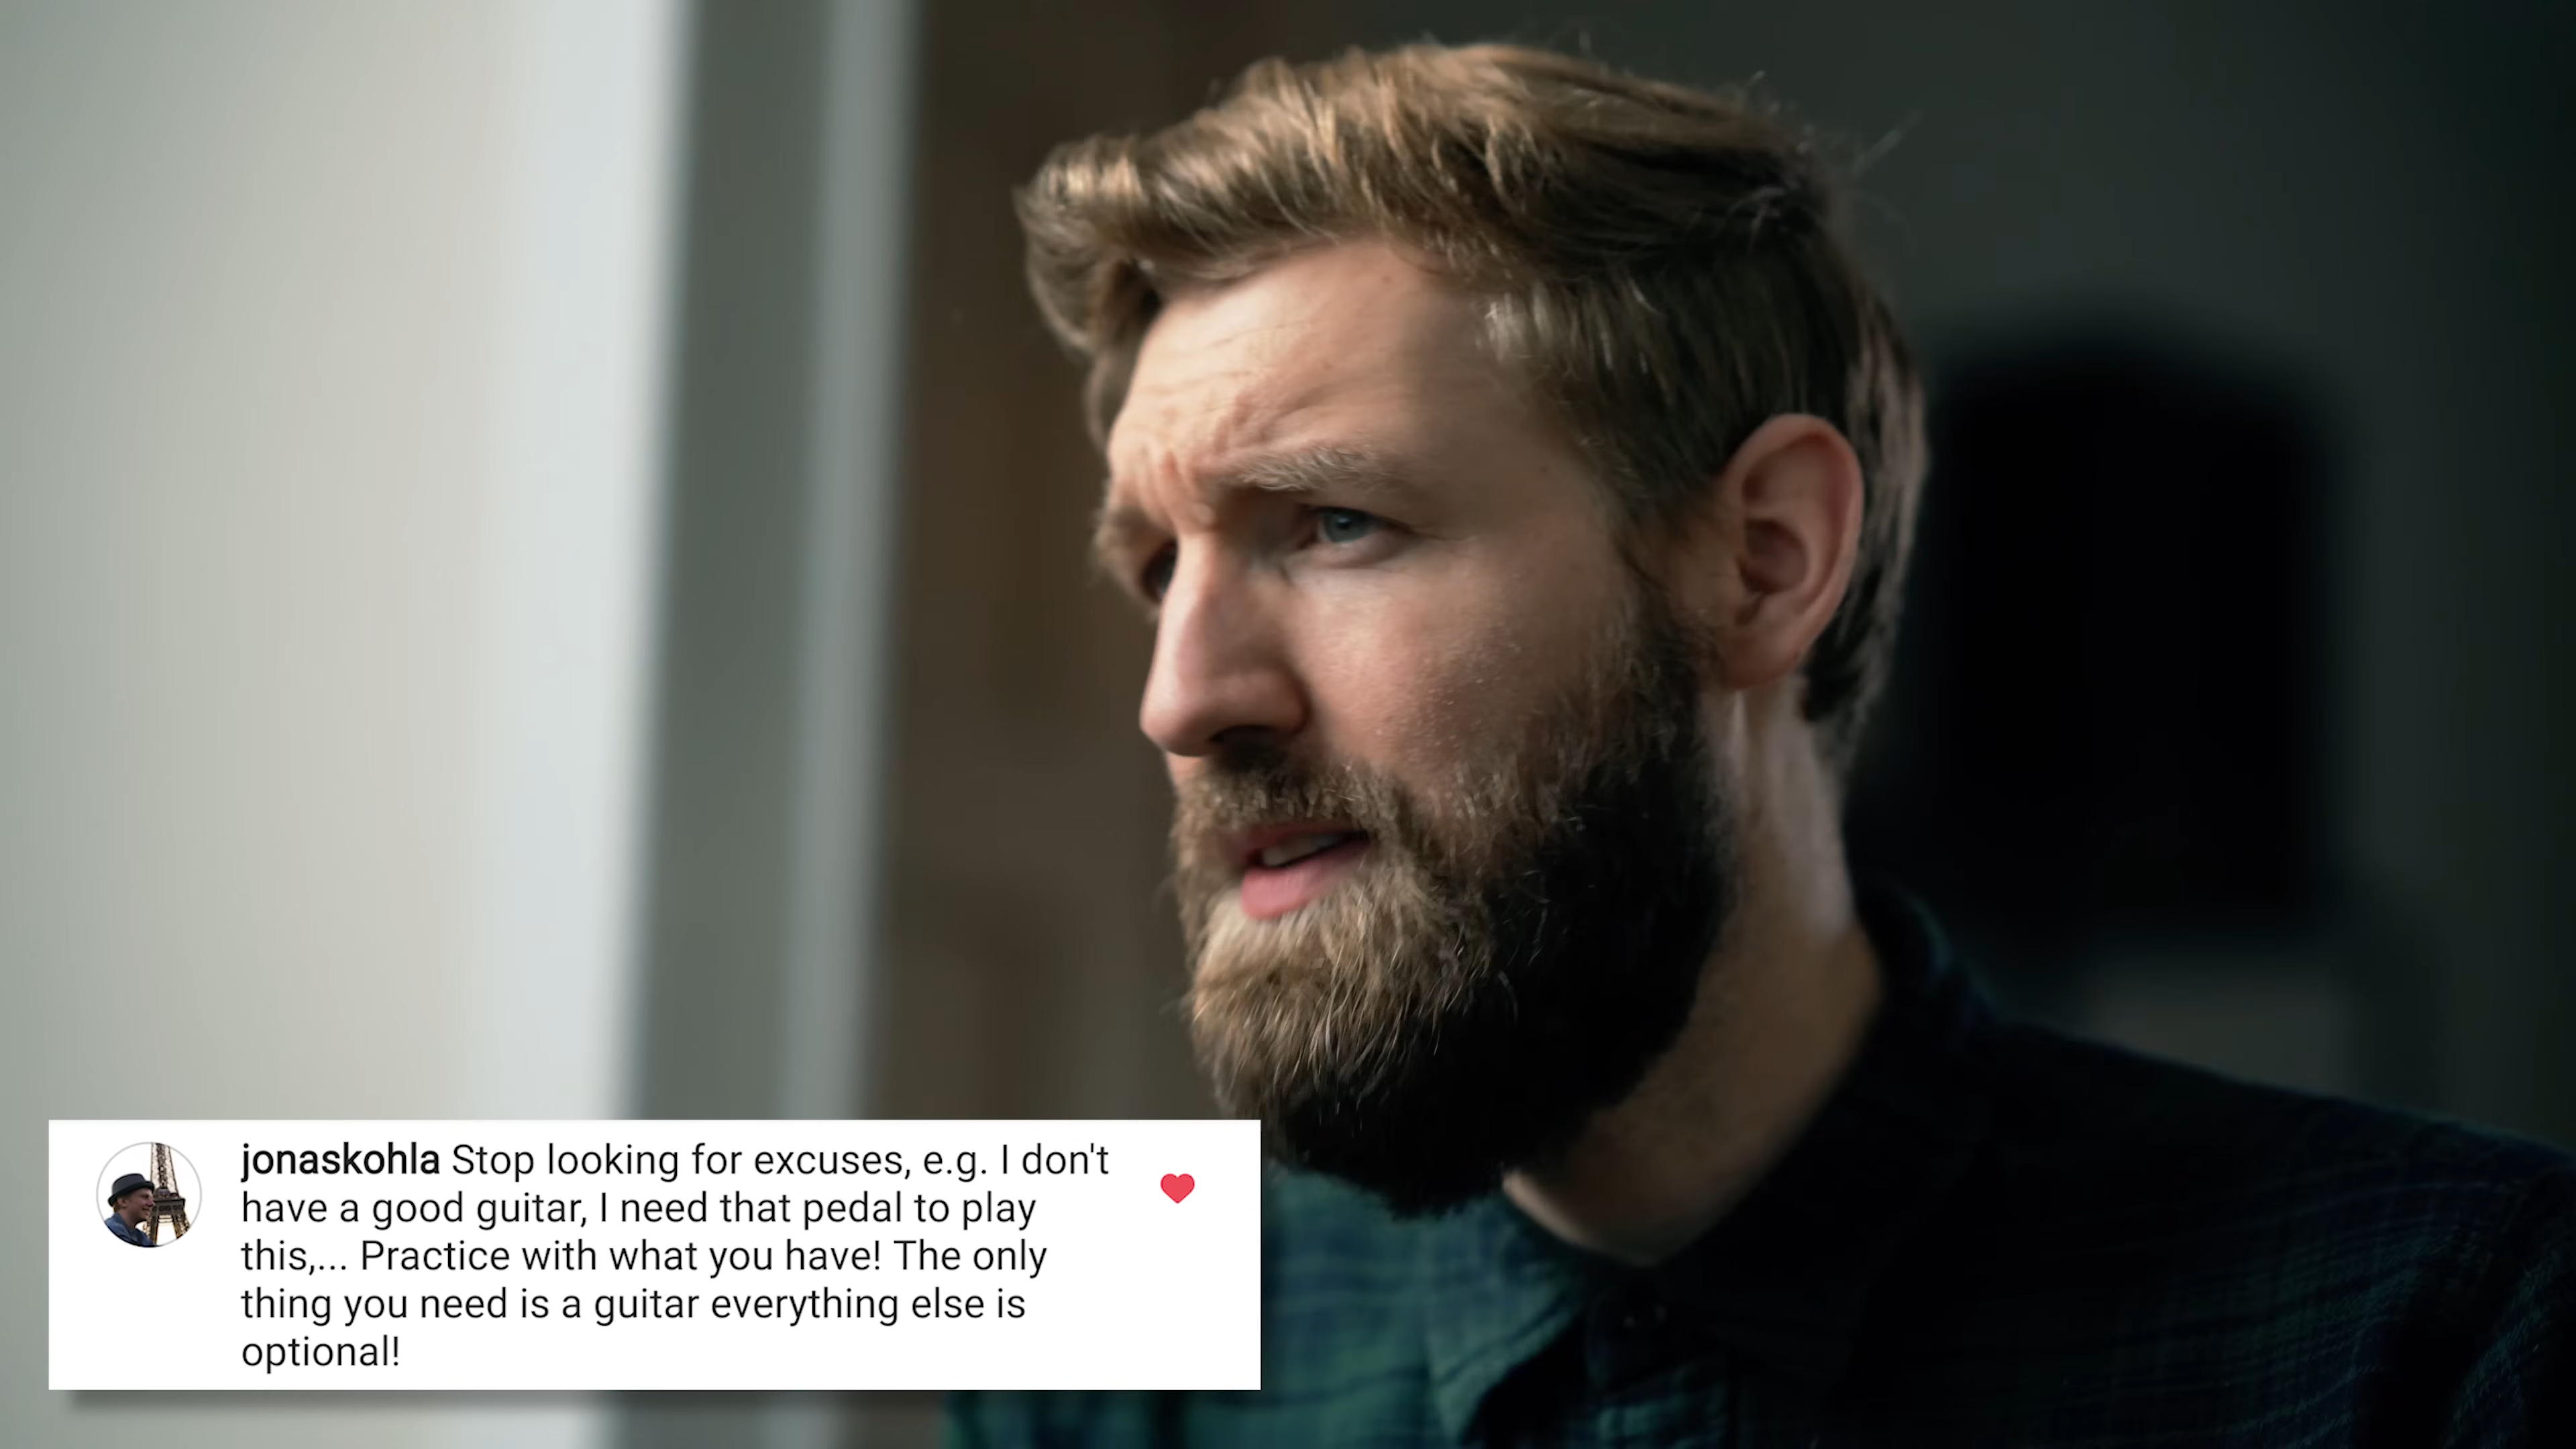 jonaskohla Stop looking for excuses, e.g. I don't
have a good guitar, I need that pedal to play
this,... Practice with what you have! The only
thing you need is a guitar everything else is
optional!